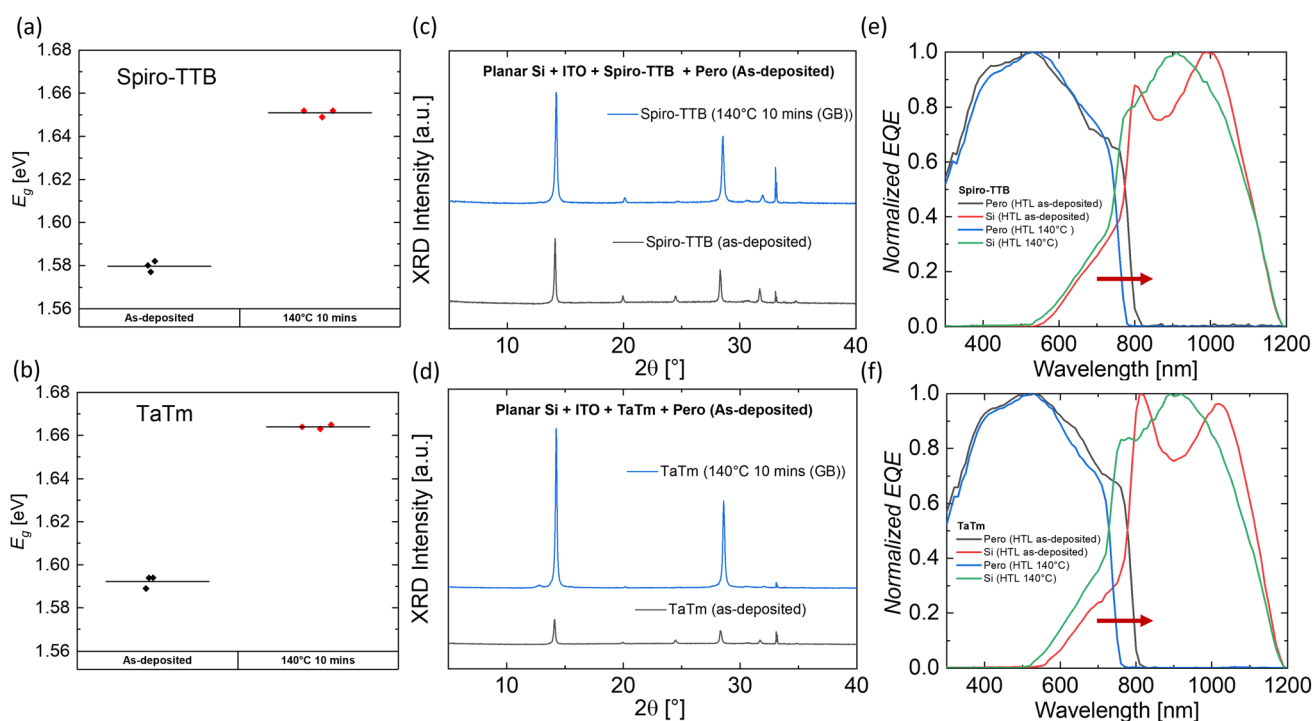 (a)
1.68
1.66
1.64
1.62
1.60
1.58
1.56
Eg [eV]
Spiro-TTB
As-deposited
140°C 10 mins
(c)
XRD Intensity [a.u.]
Planar Si + ITO + Spiro-TTB + Pero (As-deposited)
Spiro-TTB (140°C 10 mins (GB))
Spiro-TTB (as-deposited)
10 20 30 40
2θ [°]
(e)
Normalized EQE
1.0
0.8
0.6
0.4
0.2
0.0
Spiro-TTB
Pero (HTL as-deposited)
Si (HTL as-deposited)
Pero (HTL 140°C )
Si (HTL 140°C)
400 600 800 1000 1200
Wavelength [nm]
(b)
1.68
1.66
1.64
1.62
1.60
1.58
1.56
Eg [eV]
TaTm
As-deposited
140°C 10 mins
(d)
XRD Intensity [a.u.]
Planar Si + ITO + TaTm + Pero (As-deposited)
TaTm (140°C 10 mins (GB))
TaTm (as-deposited)
10 20 30 40
2θ [°]
(f)
Normalized EQE
1.0
0.8
0.6
0.4
0.2
0.0
TaTm
Pero (HTL as-deposited)
Si (HTL as-deposited)
Pero (HTL 140°C)
Si (HTL 140°C)
400 600 800 1000 1200
Wavelength [nm]